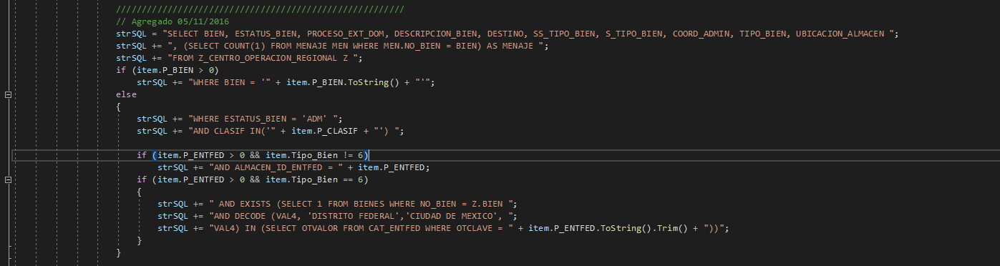 ////////////////////////////////////////////////////////
// Agregado 05/11/2016
strSQL = "SELECT BIEN, ESTATUS_BIEN, PROCESO_EXT_DOM, DESCRIPCION_BIEN, DESTINO, SS_TIPO_BIEN, S_TIPO_BIEN, COORD_ADMIN, TIPO_BIEN, UBICACION_ALMACEN ";
strSQL += ", (SELECT COUNT(1) FROM MENAJE MEN WHERE MEN.NO_BIEN = BIEN) AS MENAJE ";
strSQL += "FROM Z_CENTRO_OPERACION_REGIONAL Z ";
if (item.P_BIEN > 0)
strSQL += "WHERE BIEN = '" + item.P_BIEN.ToString() + "'";
else
{
strSQL += "WHERE ESTATUS_BIEN = 'ADM' ";
strSQL += "AND CLASIF IN('" + item.P_CLASIF + "') ";
if (item.P_ENTFED > 0 && item.Tipo_Bien != 6)
strSQL += "AND ALMACEN_ID_ENTFED = " + item.P_ENTFED;
if (item.P_ENTFED > 0 && item.Tipo_Bien == 6)
{
strSQL += " AND EXISTS (SELECT 1 FROM BIENES WHERE NO_BIEN = Z.BIEN ";
strSQL += "AND DECODE (VAL4, 'DISTRITO FEDERAL','CIUDAD DE MEXICO', ";
strSQL += "VAL4) IN (SELECT OTVALOR FROM CAT_ENTFED WHERE OTCLAVE = " + item.P_ENTFED.ToString().Trim() + "))";
}
}